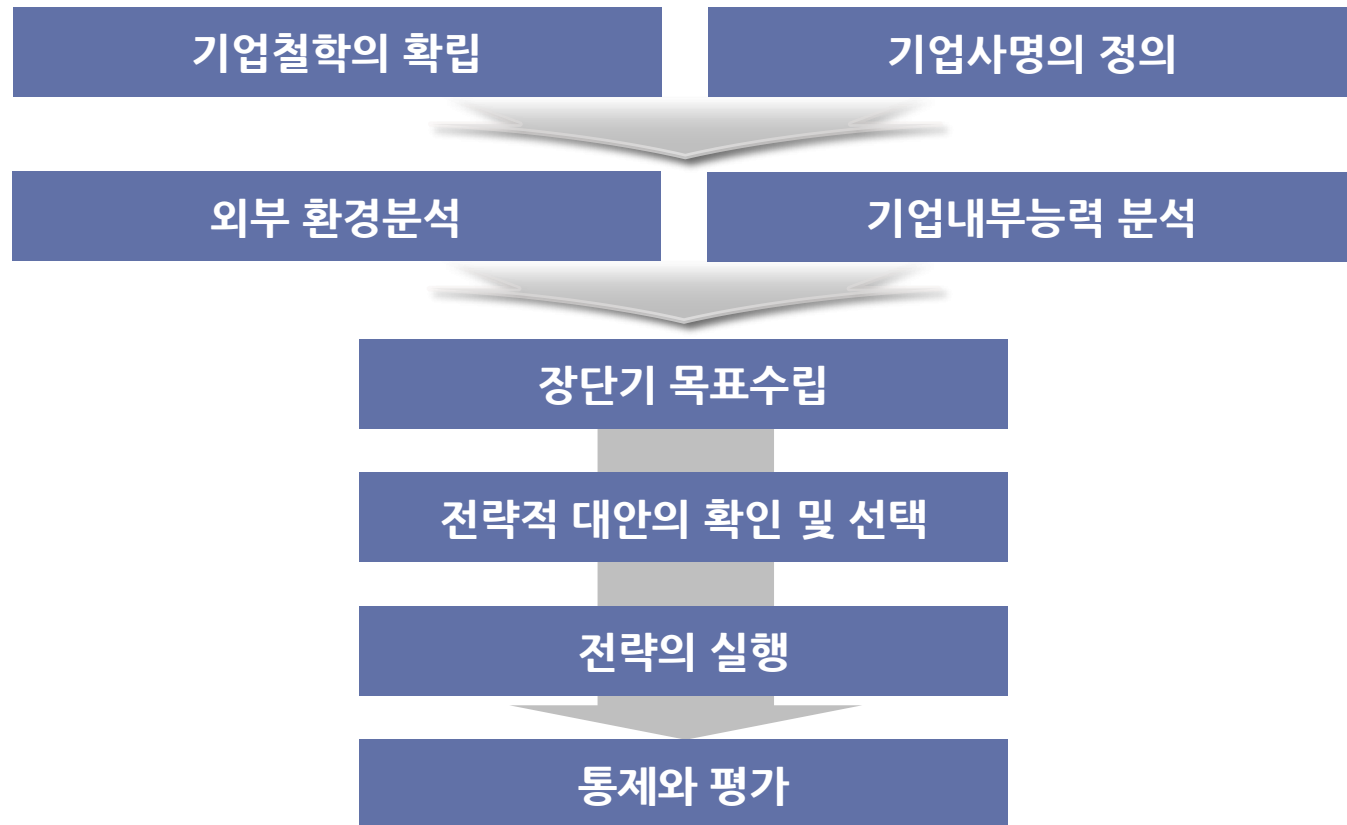 기업철학의 확립
기업사명의 정의
외부 환경분석
기업내부능력 분석
장단기 목표수립
전략적 대안의 확인 및 선택
전략의 실행
통제와 평가